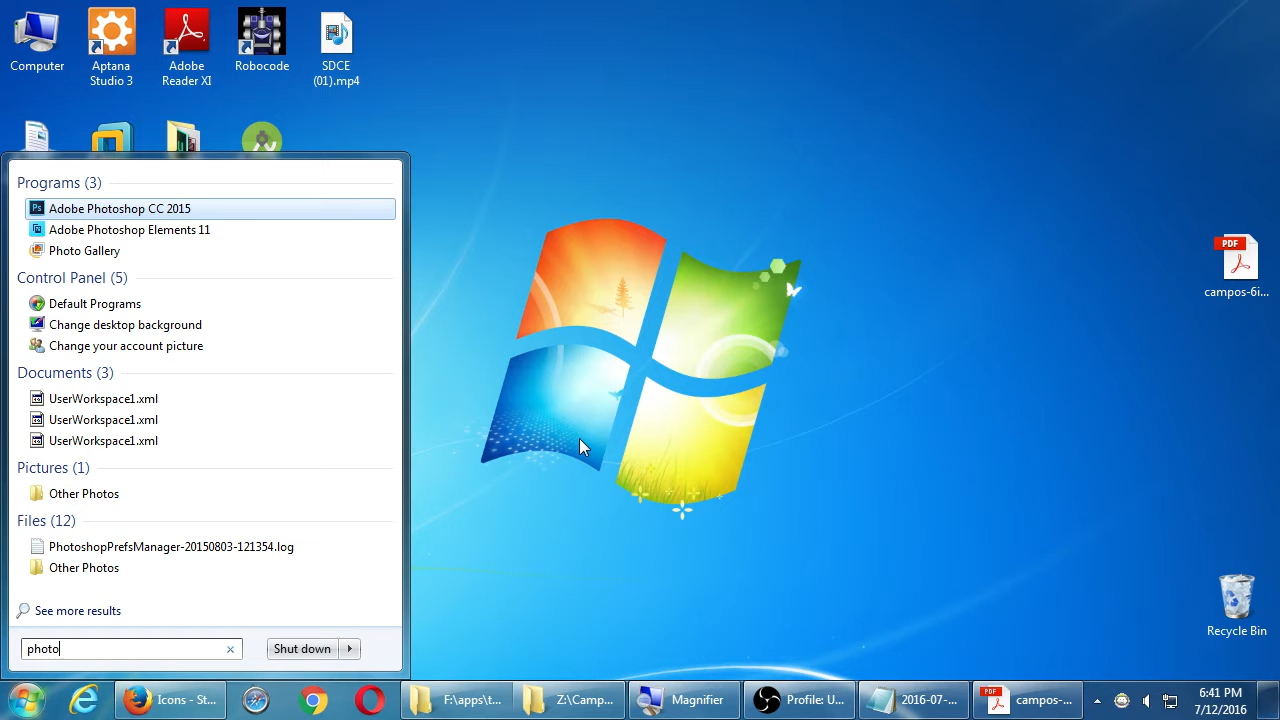 Computer
Aptana
Studio 3
Adobe
Reader XI
Robocode
SDCE
(01).mp4
Programs (3)
Adobe Photoshop CC 2015
Adobe Photoshop Elements 11
Photo Gallery
Control Panel (5)
Default Programs
Change desktop background
Change your account picture
Documents (3)
UserWorkspace1.xml
UserWorkspace1.xml
UserWorkspace1.xml
Pictures (1)
Other Photos
Files (12)
PhotoshopPrefsManager-20150803-121354.log
Other Photos
See more results
photo
Shut down
PDF
campos-6i...
Recycle Bin
Icons - St...
F:\apps\t...
Z:\Camp...
Magnifier
Profile: U...
2016-07-...
PDF
campos-...
6:41 PM
7/12/2016